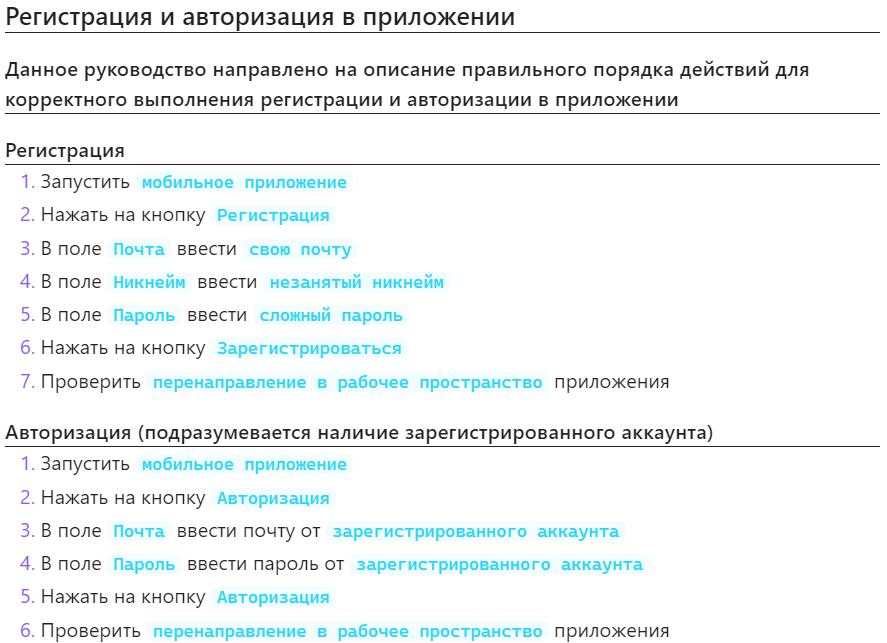 Регистрация и авторизация в приложении
Данное руководство направлено на описание правильного порядка действий для
корректного выполнения регистрации и авторизации в приложении
Регистрация
1. Запустить мобильное приложение
2. Нажать на кнопку Регистрация
3. В поле Почта ввести свою почту
4. В поле Никнейм ввести незанятый никнейм
5. В поле Пароль ввести сложный пароль
6. Нажать на кнопку Зарегистрироваться
7. Проверить перенаправление в рабочее пространство приложения
Авторизация (подразумевается наличие зарегистрированного аккаунта)
1. Запустить мобильное приложение
2. Нажать на кнопку Авторизация
3. В поле Почта ввести почту от зарегистрированного аккаунта
4. В поле Пароль ввести пароль от зарегистрированного аккаунта
5. Нажать на кнопку Авторизация
6. Проверить перенаправление в рабочее пространство приложения